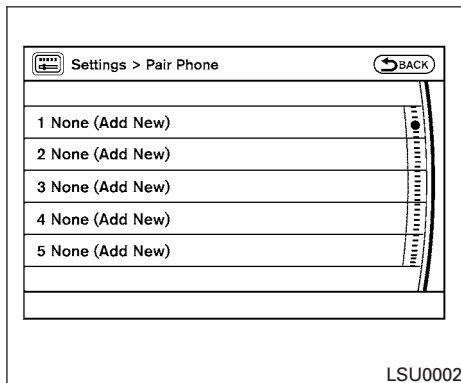 Settings > Pair Phone
BACK
1 None (Add New)
2 None (Add New)
3 None (Add New)
4 None (Add New)
5 None (Add New)
LSU0002